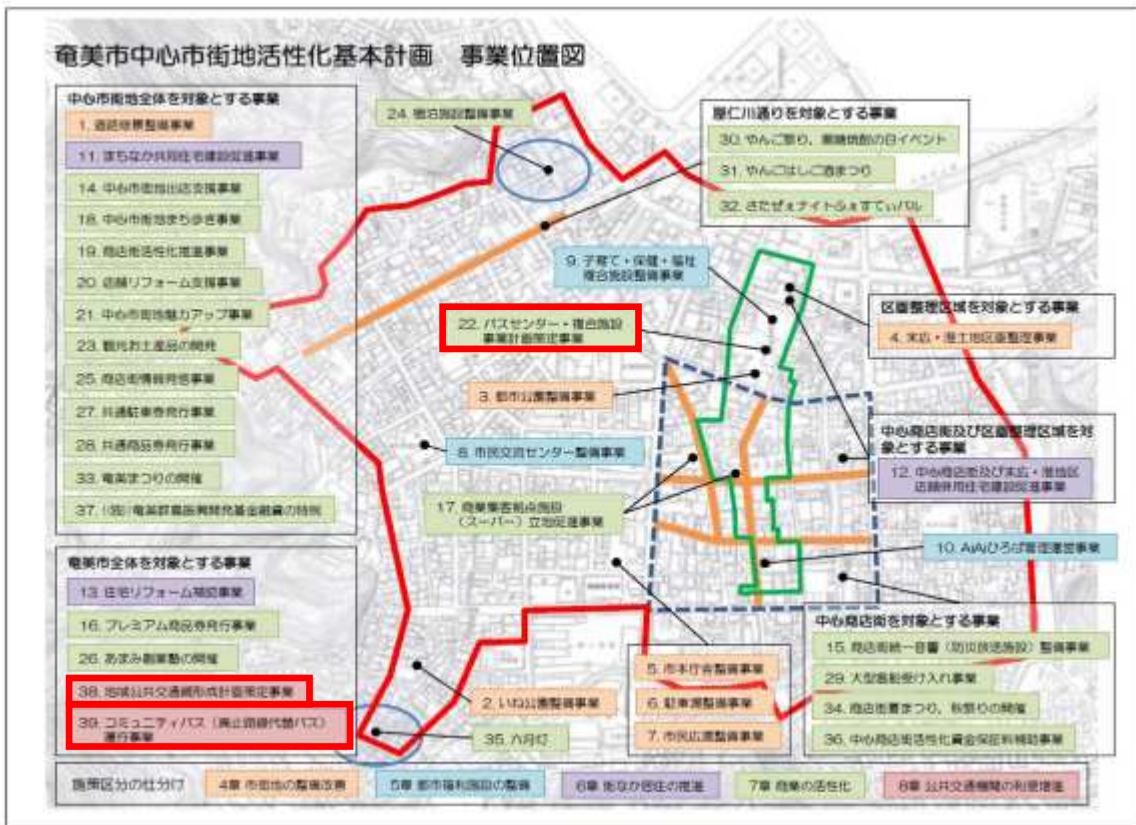 奄美市中心市街地活性化基本計画　事業位置図
中心市街地全体を対象とする事業
1. 道路修景整備事業
11. まちなか共同住宅建設促進事業
14. 中心市街地出店支援事業
18. 中心市街地まち歩き事業
19. 商店街活性化推進事業
20. 店舗リフォーム支援事業
21. 中心市街地魅力アップ事業
23. 観光お土産品の開発
25. 商店街情報発信事業
27. 共通駐車券発行事業
28. 共通商品券発行事業
33. 奄美まつりの開催
37. (独)奄美群島振興開発基金融資の特例
奄美市全体を対象とする事業
13. 住宅リフォーム補助事業
16. プレミアム商品券発行事業
26. あまみ創業塾の開催
38. 地域公共交通網形成計画策定事業
39. コミュニティバス（廃止路線代替バス）
運行事業
24. 宿泊施設整備事業
屋仁川通りを対象とする事業
30. やんご祭り、黒糖焼酎の日イベント
31. やんごはしご酒まつり
32. さたぜぇナイトふぇすてぃバル
9. 子育て・保健・福祉
複合施設整備事業
22. バスセンター・複合施設
事業計画策定事業
3. 都市公園整備事業
8. 市民交流センター整備事業
17. 商業集客拠点施設
（スーパー）立地促進事業
区画整理区域を対象とする事業
4. 末広・港土地区画整理事業
中心商店街及び区画整理区域を対
象とする事業
12. 中心商店街及び末広・港地区
店舗併用住宅建設促進事業
10. AiAiひろば管理運営事業
中心商店街を対象とする事業
15. 商店街統一音響（防災放送施設）整備事業
29. 大型客船受け入れ事業
34. 商店街夏まつり、秋祭りの開催
36. 中心商店街活性化資金保証料補助事業
5. 市本庁舎整備事業
6. 駐車場整備事業
7. 市民広場整備事業
2. いね公園整備事業
35. 六月灯
施策区分の仕分け
4章 市街地の整備改善
5章 都市福利施設の整備
6章 街なか居住の推進
7章 商業の活性化
8章 公共交通機関の利便増進